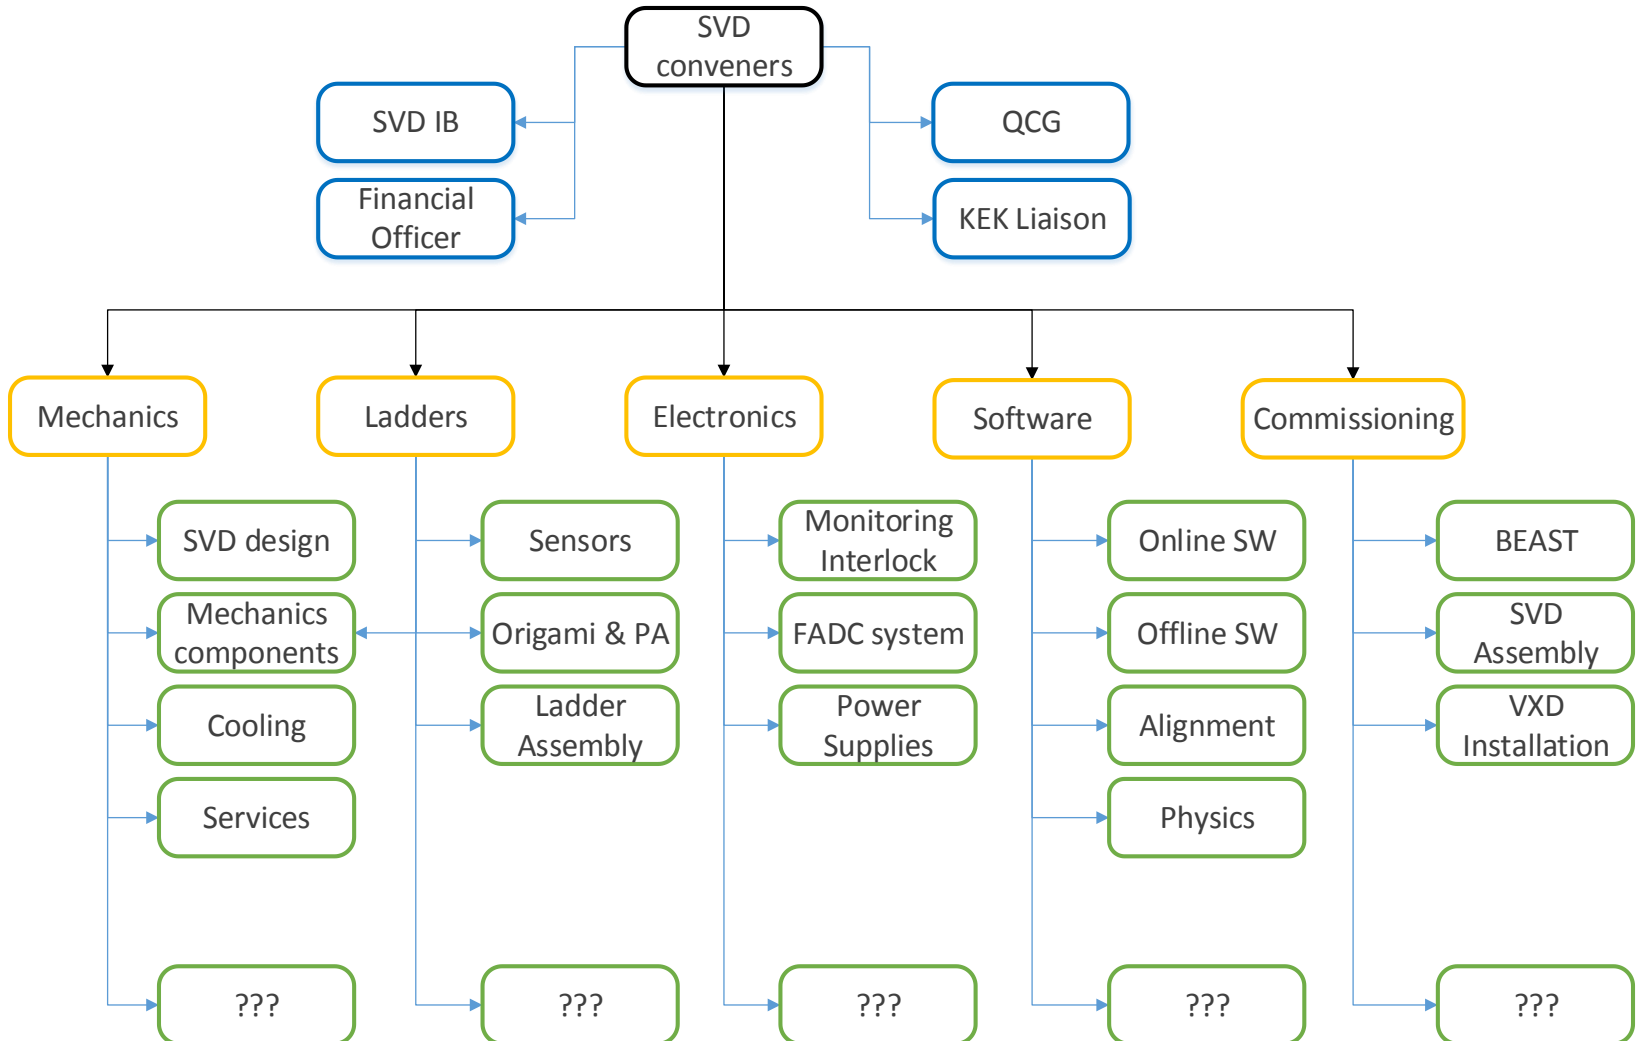 SVD
conveners
SVD IB
QCG
Financial
Officer
KEK Liaison
Mechanics
Ladders
Electronics
Software
Commissioning
SVD design
Sensors
Monitoring
Interlock
Online SW
BEAST
Mechanics
components
Origami & PA
FADC system
Offline SW
SVD
Assembly
Cooling
Ladder
Assembly
Power
Supplies
Alignment
VXD
Installation
Services
Physics
???
???
???
???
???